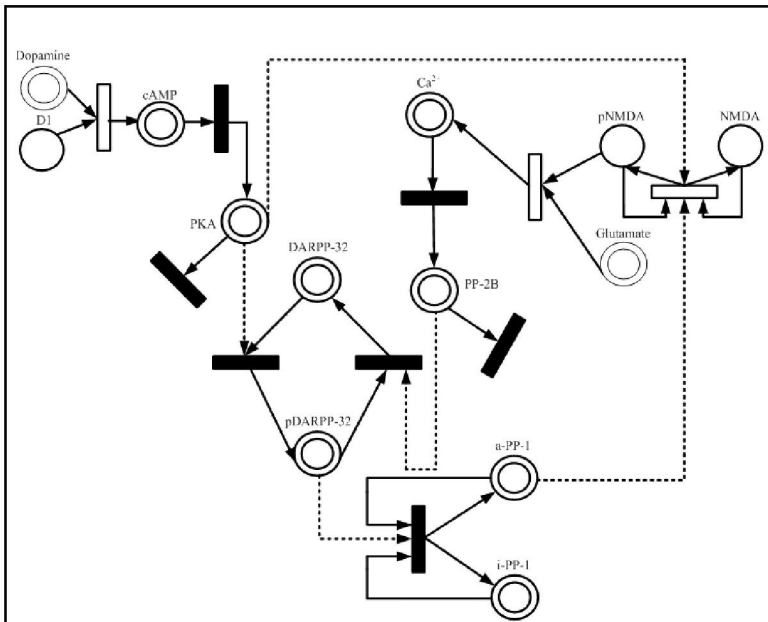 Dopamine
cAMP
D1
PKA
DARPP-32
pDARPP-32
Ca²⁻
PP-2B
pNMDA
NMDA
Glutamate
a-PP-1
i-PP-1